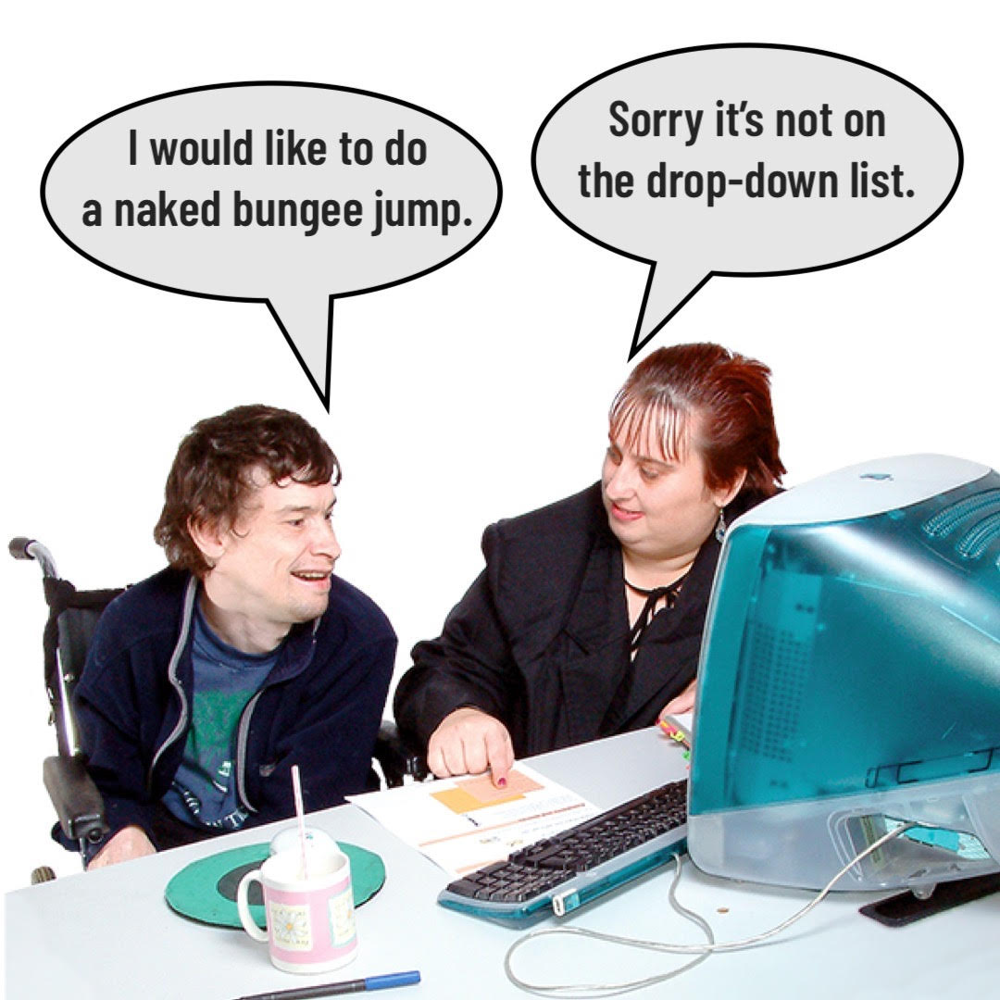 I would like to do
a naked bungee jump.
Sorry it’s not on
the drop-down list.